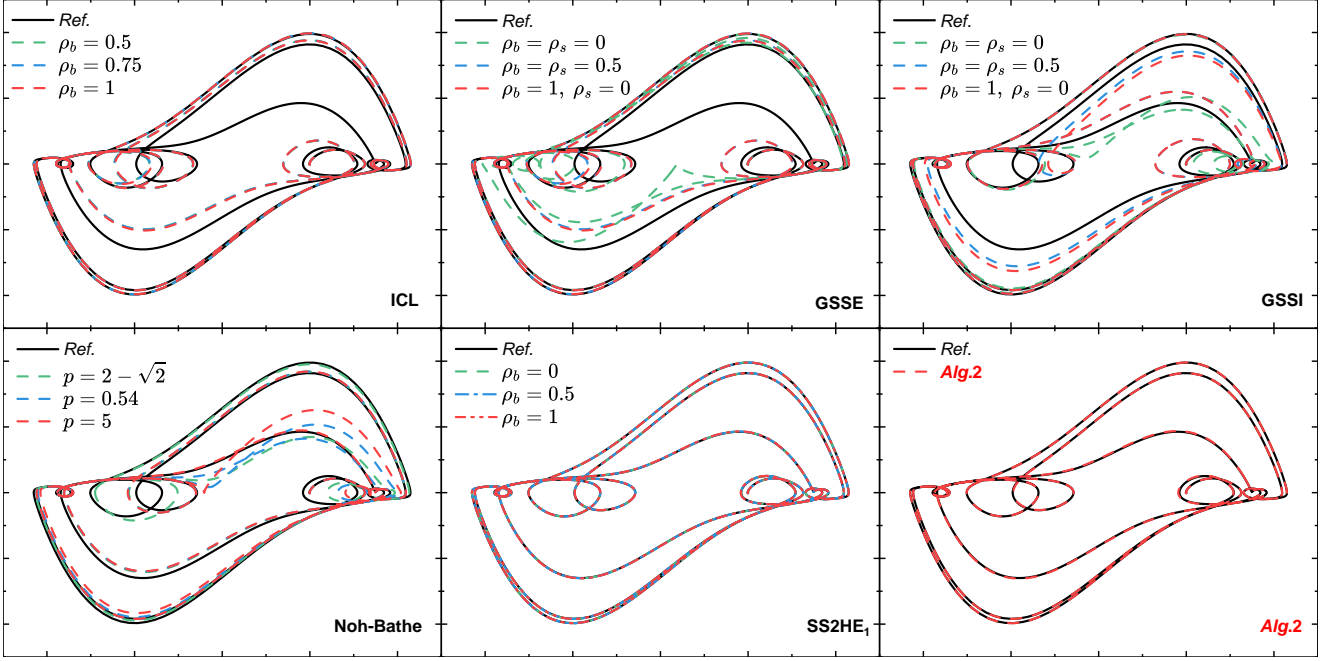 Ref.
ρ_b = 0.5
ρ_b = 0.75
ρ_b = 1
ICL
Ref.
ρ_b = ρ_s = 0
ρ_b = ρ_s = 0.5
ρ_b = 1, ρ_s = 0
GSSE
Ref.
ρ_b = ρ_s = 0
ρ_b = ρ_s = 0.5
ρ_b = 1, ρ_s = 0
GSSI
Ref.
p = 2 − √2
p = 0.54
p = 5
Noh-Bathe
Ref.
ρ_b = 0
ρ_b = 0.5
ρ_b = 1
SS2HE₁
Ref.
Alg.2
Alg.2